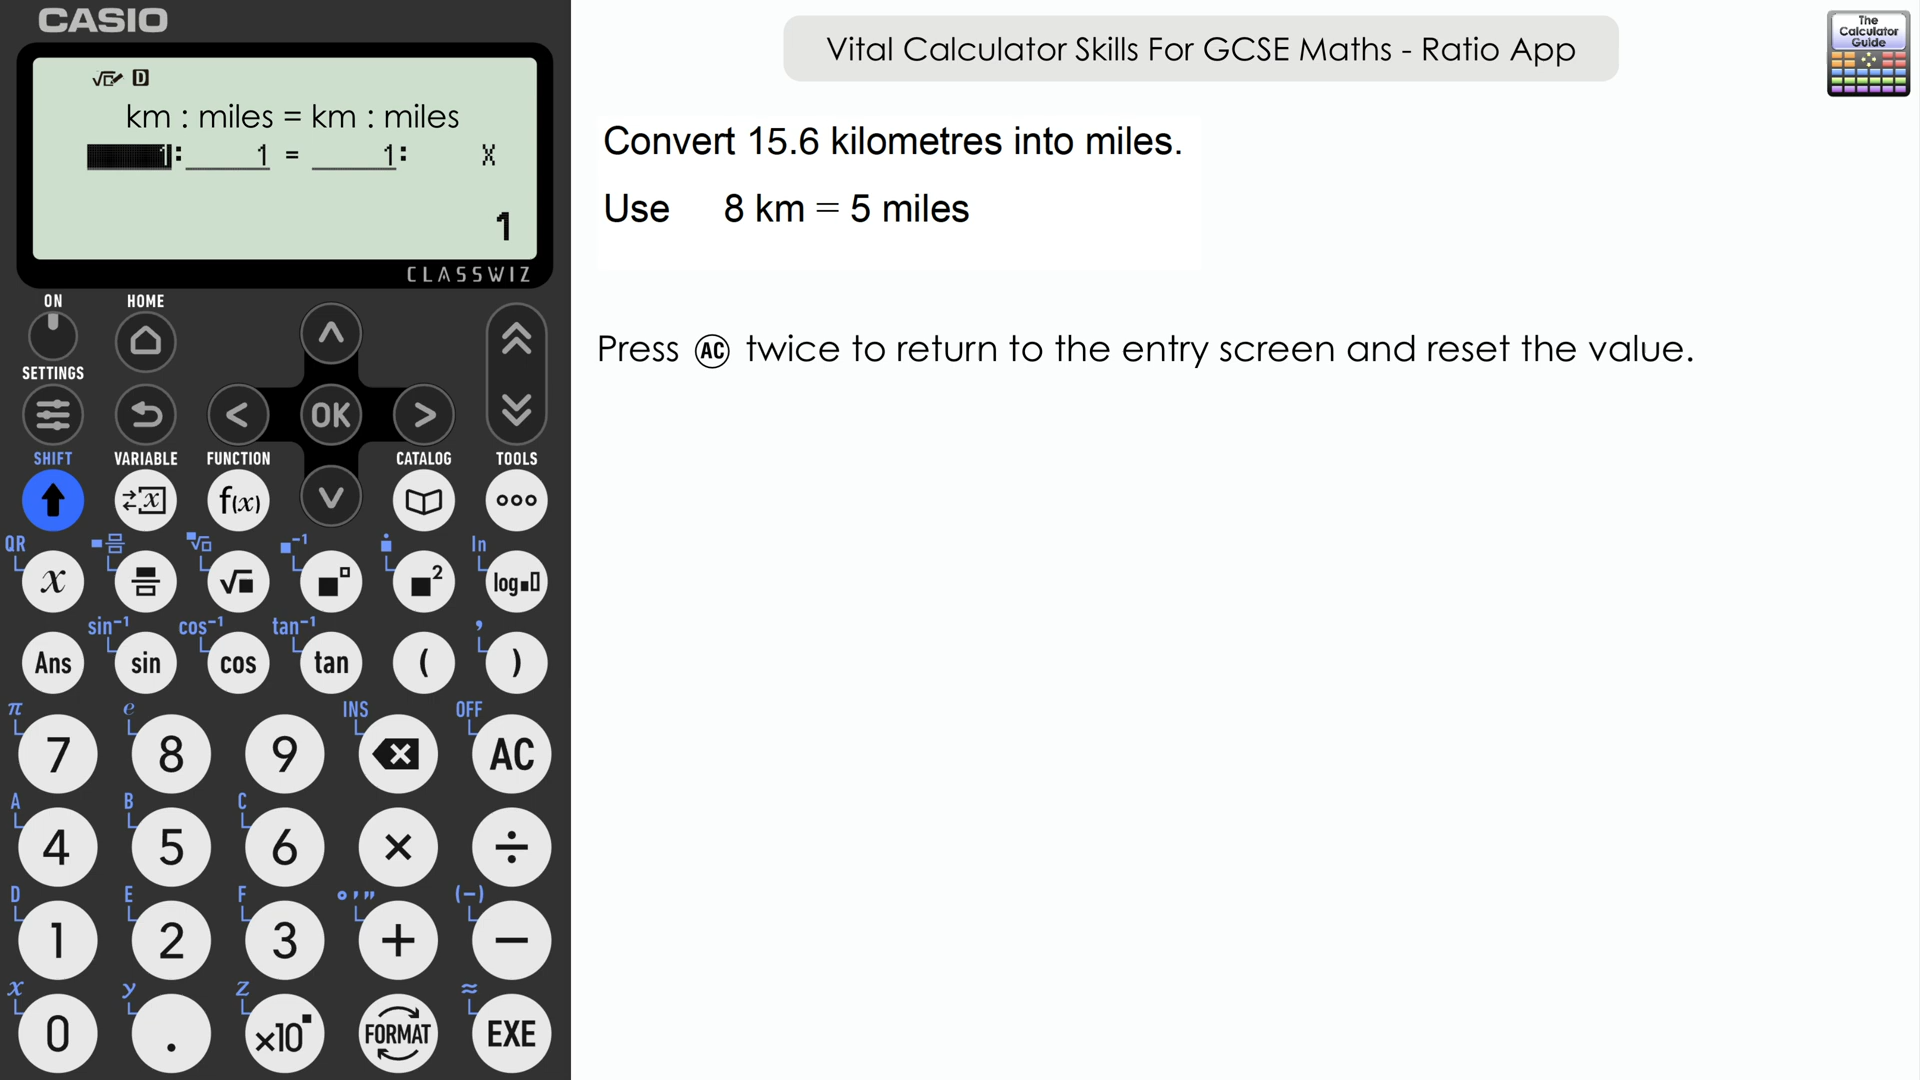 CASIO
√ D
km : miles = km : miles
1: 1 = 1: X
1
CLASSWIZ
Vital Calculator Skills For GCSE Maths - Ratio App
The
Calculator
Guide
Convert 15.6 kilometres into miles.
Use 8 km = 5 miles
Press AC twice to return to the entry screen and reset the value.
ON HOME
SETTINGS
OK
SHIFT VARIABLE FUNCTION CATALOG TOOLS
x f(x) ooo
QR ■⁻¹ ln
x √■ ■□ ■² log■□
sin⁻¹ cos⁻¹ tan⁻¹ ,
Ans sin cos tan ( )
π e INS OFF
7 8 9 AC
A B C
4 5 6 × ÷
D E F ° ′ ″ (−)
1 2 3 + −
x y z ≈
0 . ×10■ FORMAT EXE